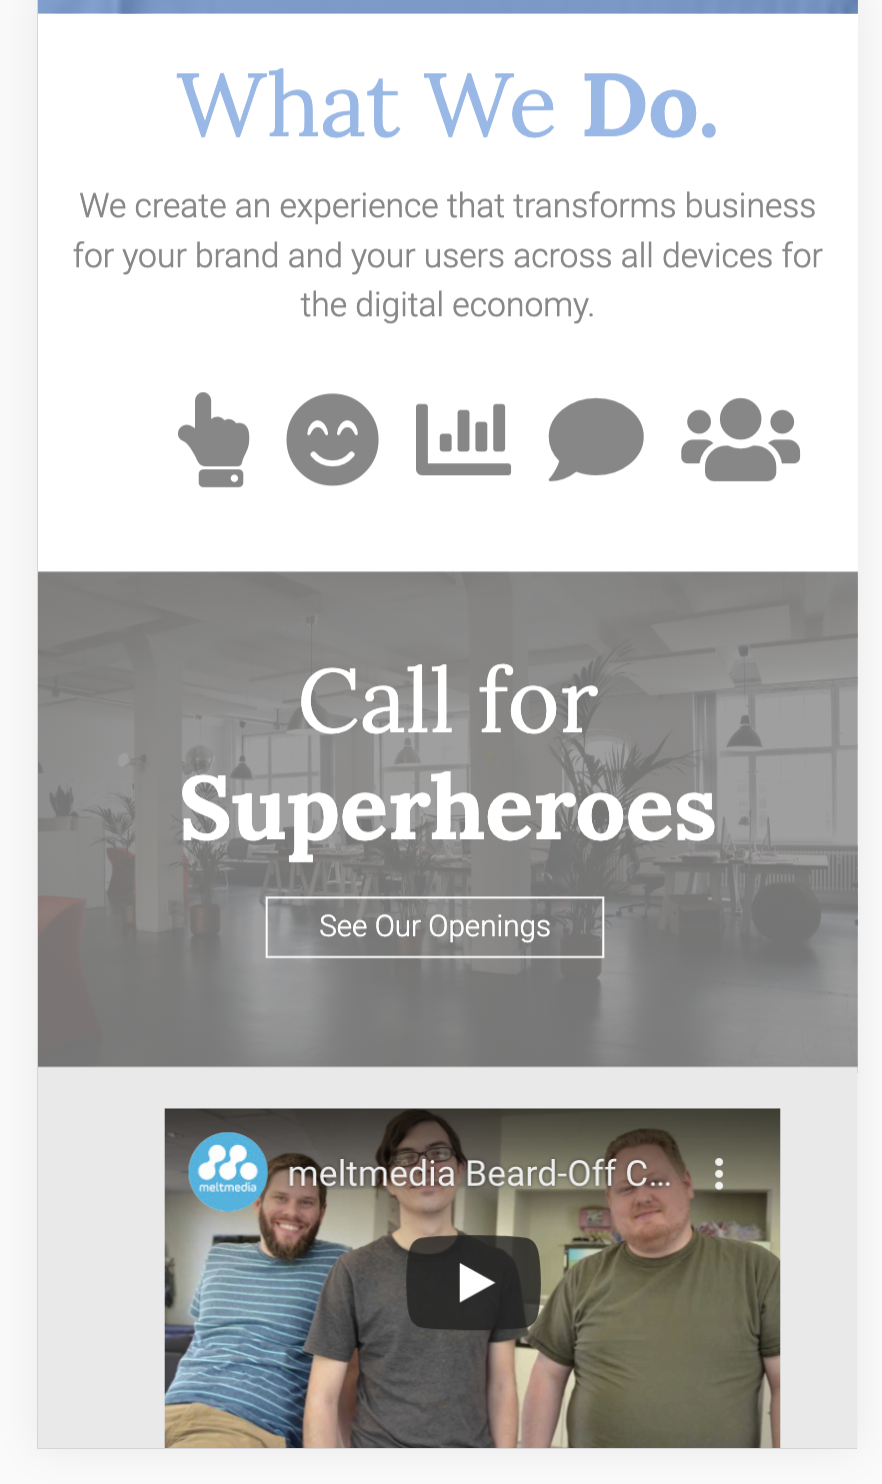 What We Do.
We create an experience that transforms business
for your brand and your users across all devices for
the digital economy.
Call for
Superheroes
See Our Openings
meltmedia
meltmedia Beard-Off C...